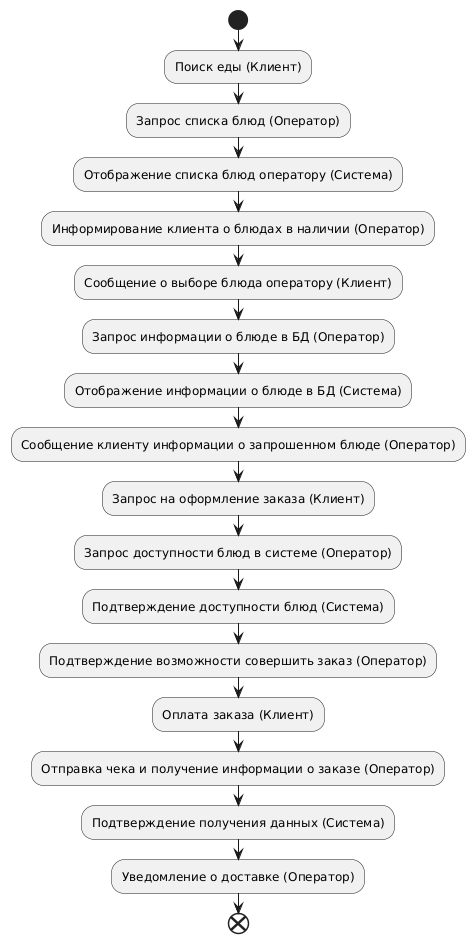 Поиск еды (Клиент)
Запрос списка блюд (Оператор)
Отображение списка блюд оператору (Система)
Информирование клиента о блюдах в наличии (Оператор)
Сообщение о выборе блюда оператору (Клиент)
Запрос информации о блюде в БД (Оператор)
Отображение информации о блюде в БД (Система)
Сообщение клиенту информации о запрошенном блюде (Оператор)
Запрос на оформление заказа (Клиент)
Запрос доступности блюд в системе (Оператор)
Подтверждение доступности блюд (Система)
Подтверждение возможности совершить заказ (Оператор)
Оплата заказа (Клиент)
Отправка чека и получение информации о заказе (Оператор)
Подтверждение получения данных (Система)
Уведомление о доставке (Оператор)